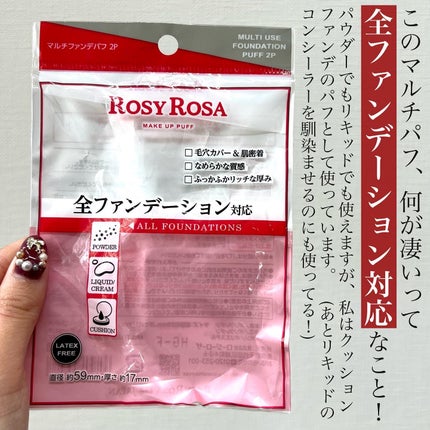 このマルチパフ、何が凄いって
全ファンデーション対応なこと！
パウダーでもリキッドでも使えますが、私はクッション
ファンデのパフとして使っています。（あとリキッドの
コンシーラーを馴染ませるのにも使ってる！）
マルチファンデパフ 2P
MULTI USE
FOUNDATION
PUFF 2P
ROSY ROSA
MAKE UP PUFF
毛穴カバー＆肌密着
なめらかな質感
ふっかふかリッチな厚み
全ファンデーション対応
ALL FOUNDATIONS
POWDER
LIQUID/
CREAM
CUSHION
LATEX
FREE
直径 約59mm・厚さ 約17mm